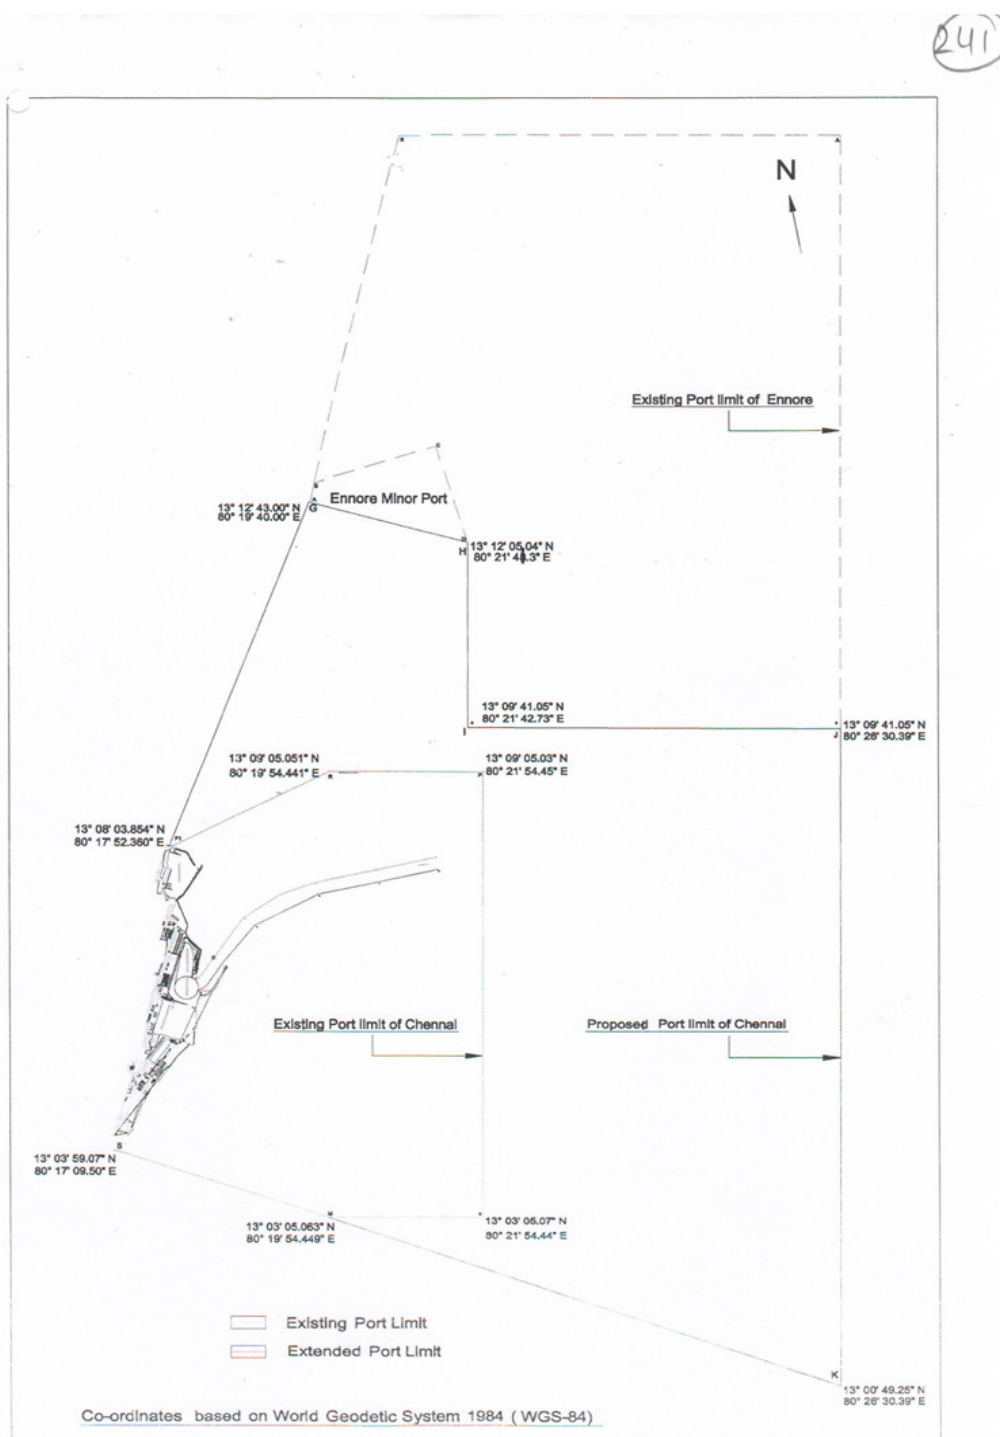 241
N
Existing Port limit of Ennore
Ennore Minor Port
13° 12' 43.00" N
80° 19' 40.00" E
G
H
13° 12' 05.04" N
E
13° 09' 41.05" N
80° 21' 42.73" E
I
13° 09' 41.05" N
80° 26' 30.39" E
J
13° 09' 05.051" N
80° 19' 54.441" E
13° 09' 05.03" N
80° 21' 54.45" E
13° 08' 03.854" N
80° 17' 52.360" E
Existing Port limit of Chennai
Proposed Port limit of Chennai
S
13° 03' 59.07" N
80° 17' 09.50" E
13° 03' 05.063" N
80° 19' 54.449" E
13° 03' 05.07" N
80° 21' 54.44" E
Existing Port Limit
Extended Port Limit
K
13° 00' 49.25" N
80° 26' 30.39" E
Co-ordinates based on World Geodetic System 1984 ( WGS-84)